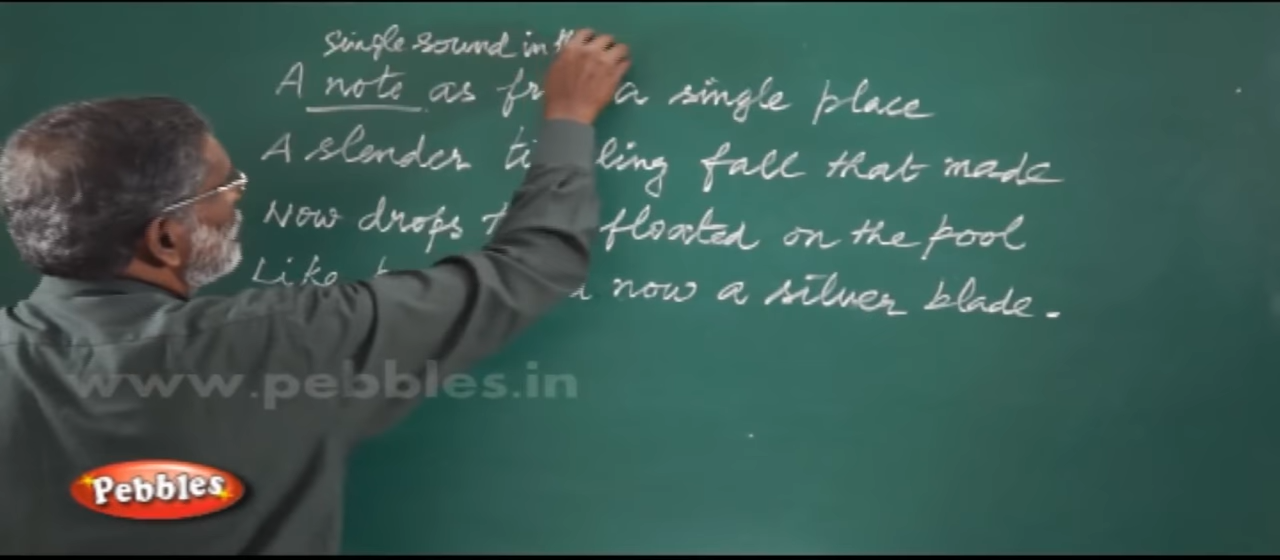 single sound in th
A note as fr a single place
A slender ti ling fall that made
Now drops floated on the pool
Like now a silver blade.
www.pebbles.in
Pebbles